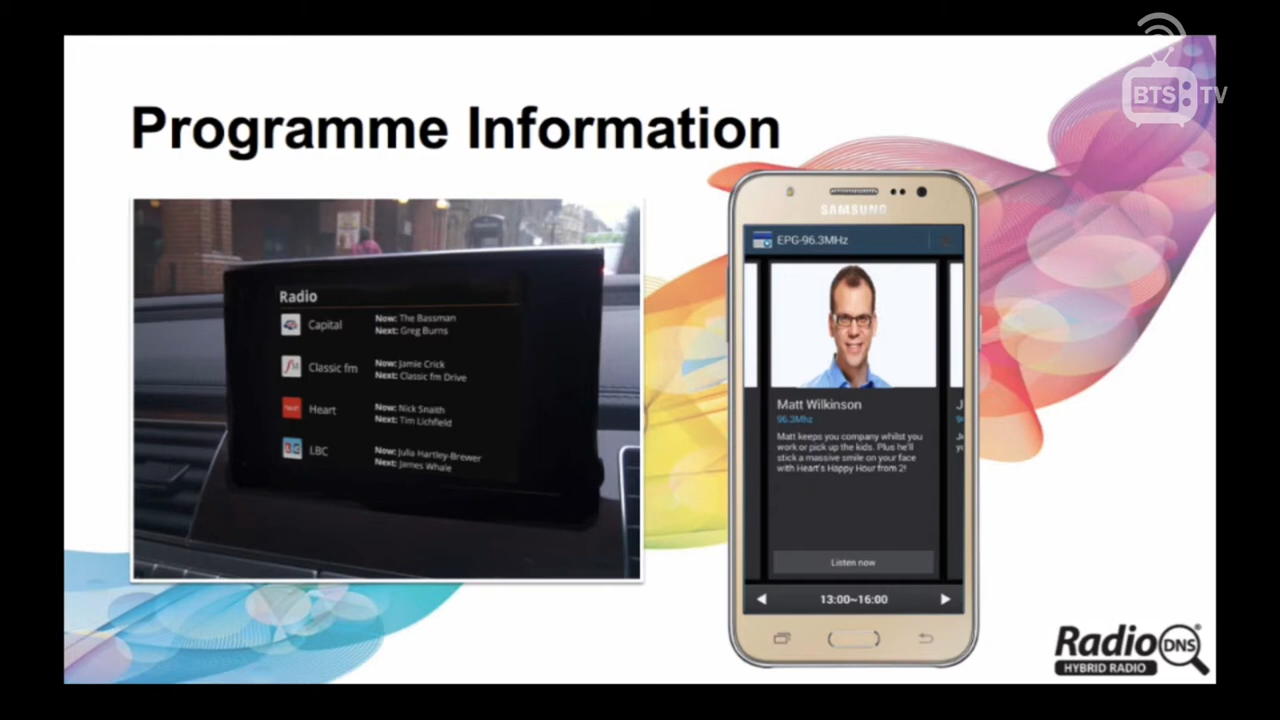 BTS TV
Programme Information
Radio
Capital
Now: The Bassman
Next: Greg Burns
Classic fm
Now: Jamie Crick
Next: Classic fm Drive
Heart
Now: Nick Snaith
Next: Tim Lichfield
LBC
Now: Julia Hartley-Brewer
Next: James Whale
SAMSUNG
EPG-96.3MHz
Matt Wilkinson
96.3Mhz
Matt keeps you company whilst you
work or pick up the kids. Plus he'll
stick a massive smile on your face
with Heart's Happy Hour from 2!
Listen now
13:00~16:00
Radio DNS®
HYBRID RADIO